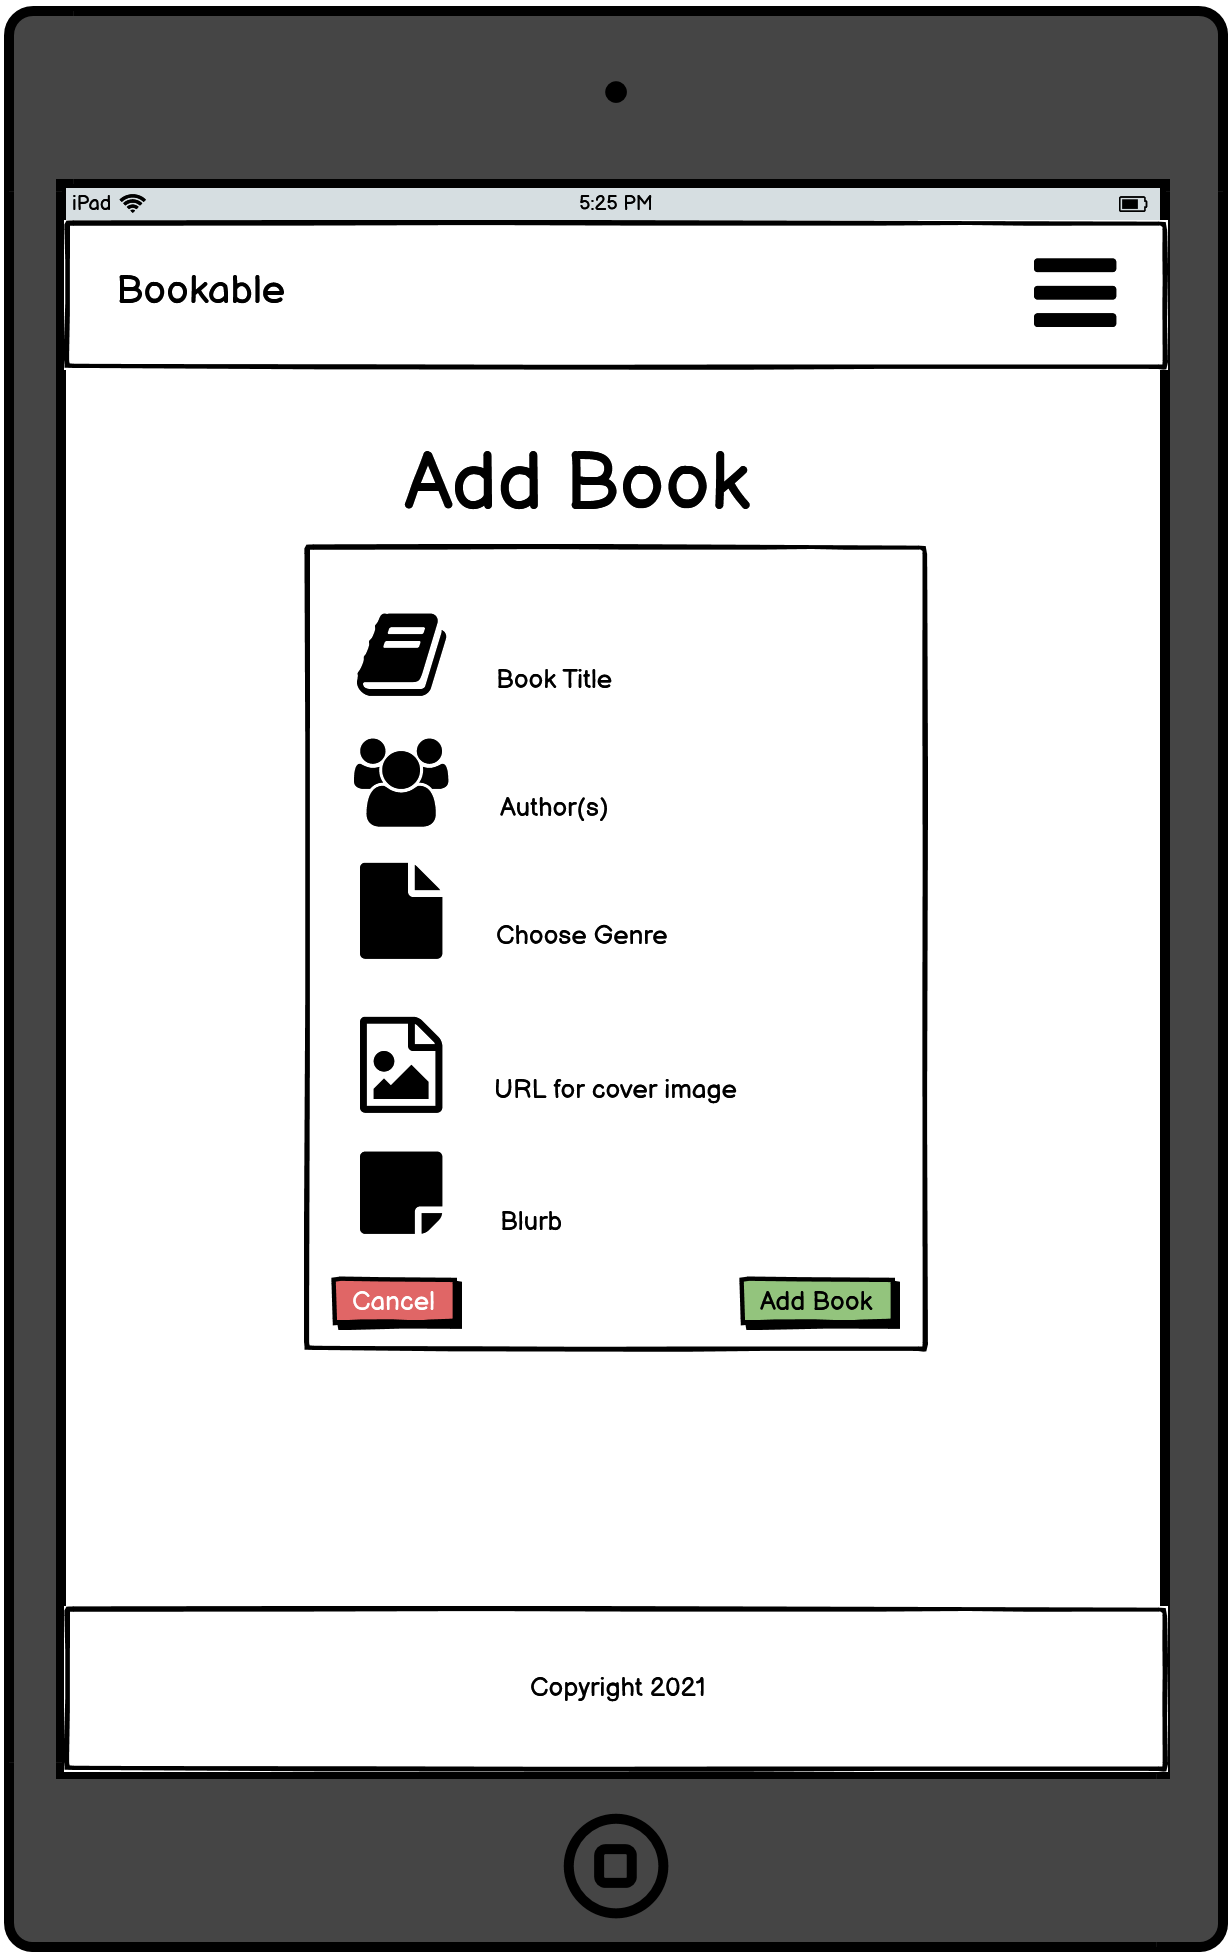 iPad
5:25 PM
Bookable
Add Book
Book Title
Author(s)
Choose Genre
URL for cover image
Blurb
Cancel
Add Book
Copyright 2021